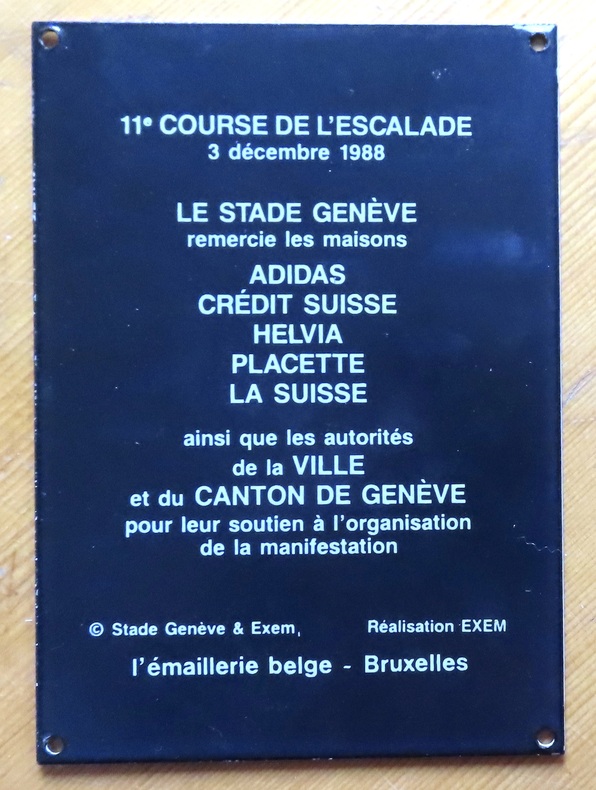 11e COURSE DE L'ESCALADE
3 décembre 1988
LE STADE GENÈVE
remercie les maisons
ADIDAS
CRÉDIT SUISSE
HELVIA
PLACETTE
LA SUISSE
ainsi que les autorités
de la VILLE
et du CANTON DE GENÈVE
pour leur soutien à l'organisation
de la manifestation
© Stade Genève & Exem, Réalisation EXEM
l'émaillerie belge - Bruxelles